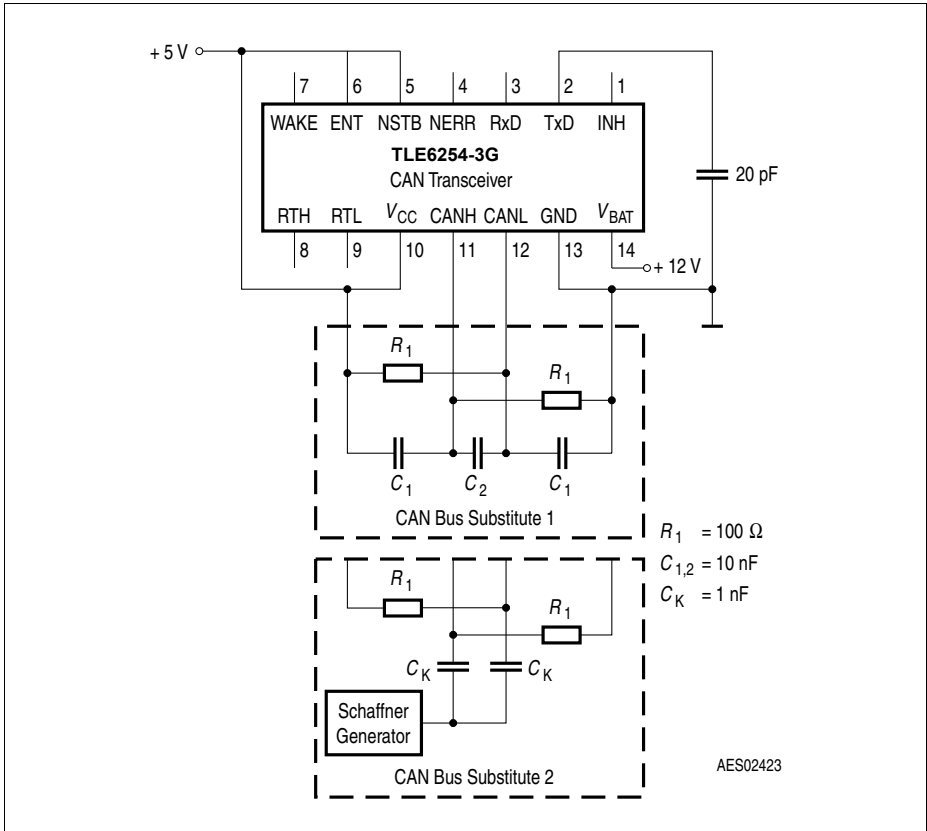 + 5 V
7 6 5 4 3 2 1
WAKE ENT NSTB NERR RxD TxD INH
TLE6254-3G
CAN Transceiver
20 pF
RTH RTL VCC CANH CANL GND VBAT
8 9 10 11 12 13 14
+ 12 V
R1
R1
C1 C2 C1
CAN Bus Substitute 1
R1 = 100 Ω
C1,2 = 10 nF
CK = 1 nF
R1
R1
CK CK
Schaffner
Generator
CAN Bus Substitute 2
AES02423